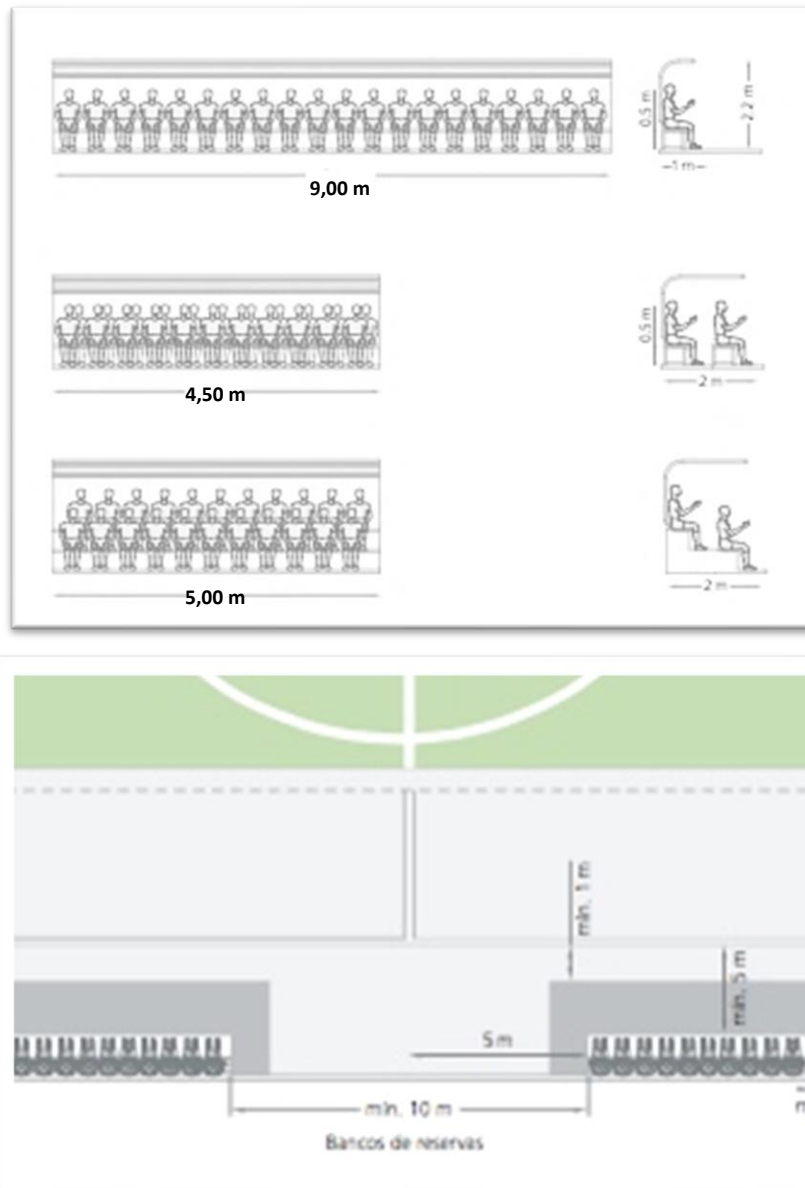 0.5 m
2.2 m
1 m
9,00 m
0.5 m
2 m
4,50 m
2 m
5,00 m
mín. 1 m
mín. 5 m
5 m
mín. 10 m
Bancos de reservas